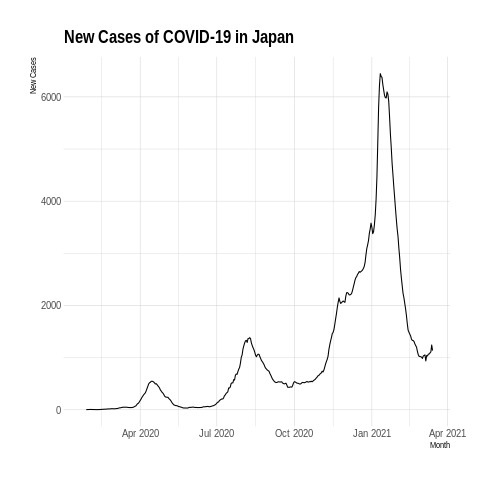 New Cases of COVID-19 in Japan
New Cases
6000
4000
2000
0
Apr 2020 Jul 2020 Oct 2020 Jan 2021 Apr 2021
Month